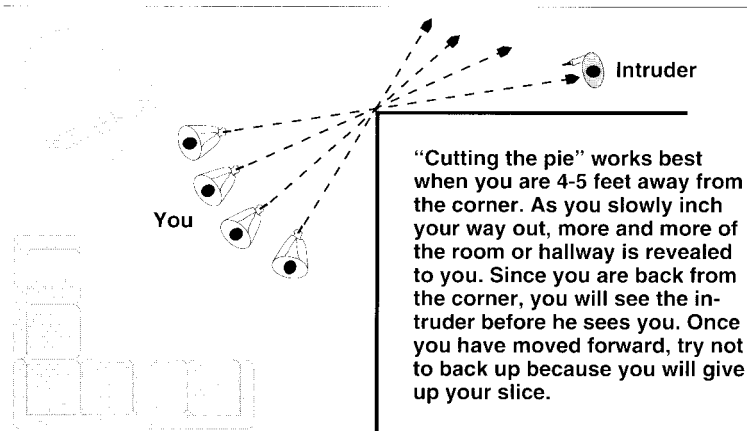 Intruder
You
“Cutting the pie” works best
when you are 4-5 feet away from
the corner. As you slowly inch
your way out, more and more of
the room or hallway is revealed
to you. Since you are back from
the corner, you will see the in-
truder before he sees you. Once
you have moved forward, try not
to back up because you will give
up your slice.